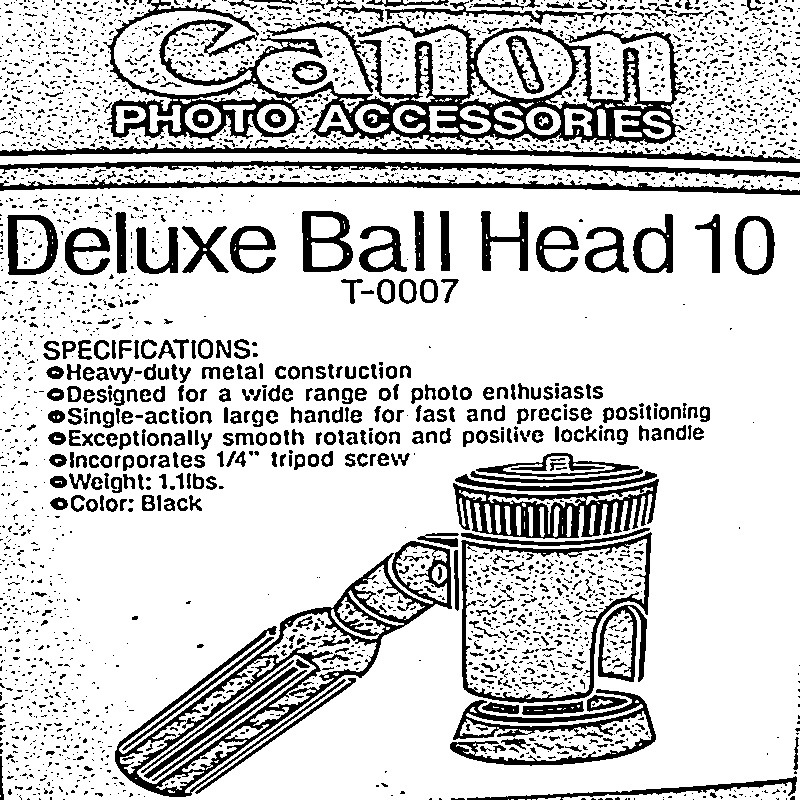 Canon
PHOTO ACCESSORIES
Deluxe Ball Head 10
T-0007
SPECIFICATIONS:
Heavy-duty metal construction
Designed for a wide range of photo enthusiasts
Single-action large handle for fast and precise positioning
Exceptionally smooth rotation and positive locking handle
Incorporates 1/4" tripod screw
Weight: 1.1lbs.
Color: Black